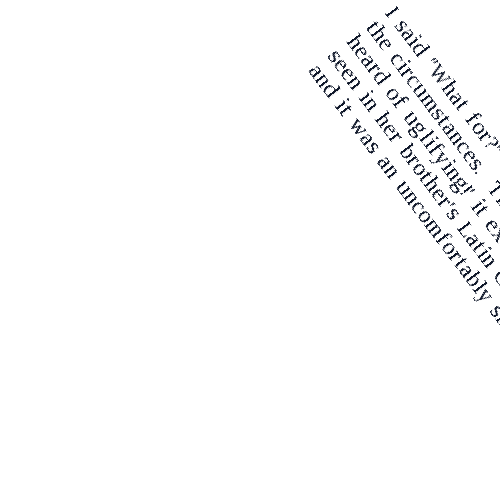 I said "What for?"
the circumstances.
heard of uglifying!' it
seen in her brother's Latin
and it was an uncomfortably